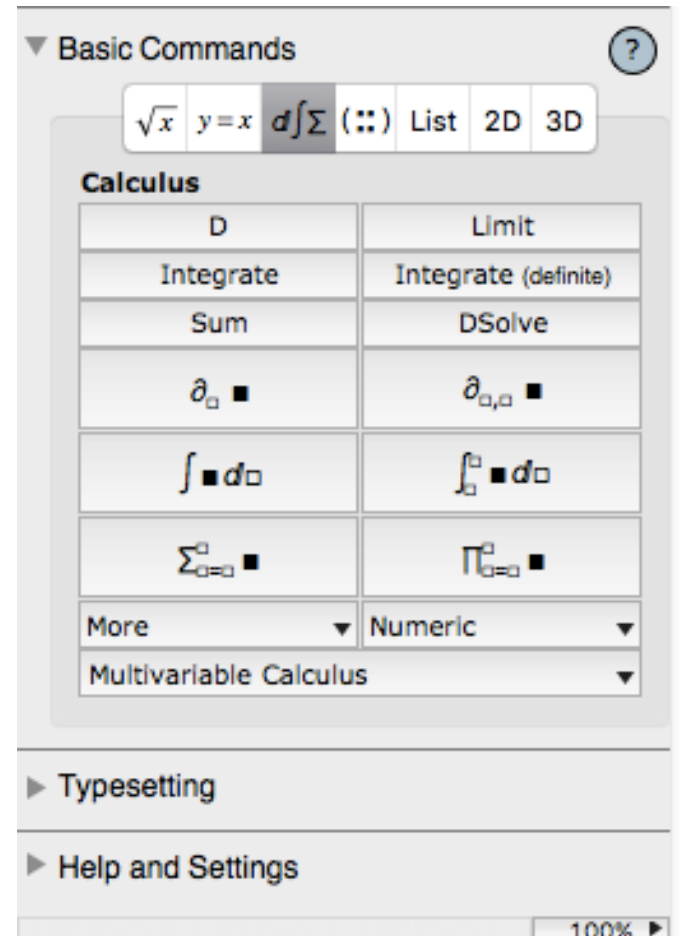 Basic Commands ?
√x y=x d∫Σ (::) List 2D 3D
Calculus
D Limit
Integrate Integrate (definite)
Sum DSolve
∂□ ■ ∂□,□ ■
∫■d□ ∫□□■d□
Σ□□=□ ■ Π□□=□ ■
More Numeric
Multivariable Calculus
Typesetting
Help and Settings
100%